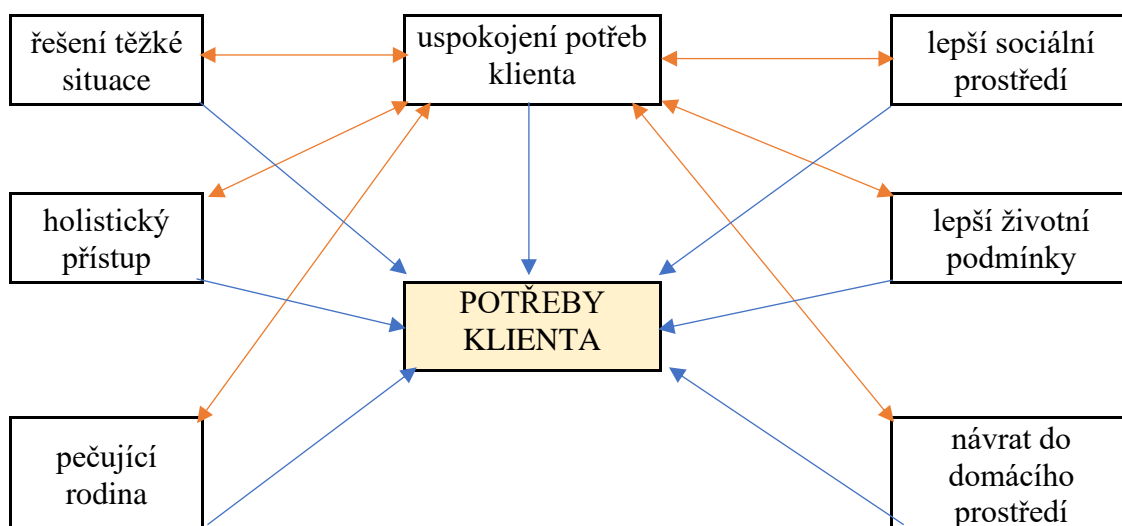 řešení těžké
situace
uspokojení potřeb
klienta
lepší sociální
prostředí
holistický
přístup
lepší životní
podmínky
POTŘEBY
KLIENTA
pečující
rodina
návrat do
domácího
prostředí